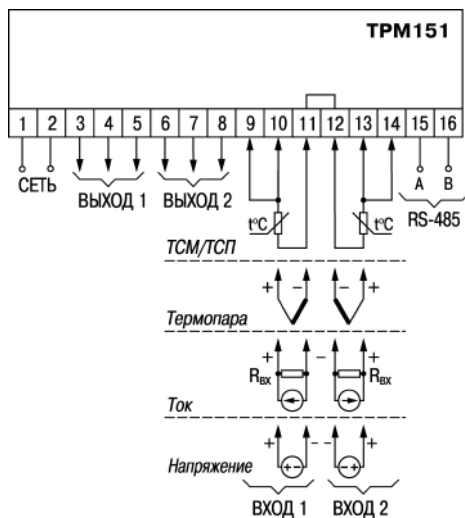 ТРМ151
1 2 3 4 5 6 7 8 9 10 11 12 13 14 15 16
СЕТЬ
ВЫХОД 1
ВЫХОД 2
t°C
t°C
A
B
RS-485
ТСМ/ТСП
+ - - +
Термопара
+ - +
Rвх
Rвх
Ток
+ - - +
+ -
- +
Напряжение
ВХОД 1
ВХОД 2